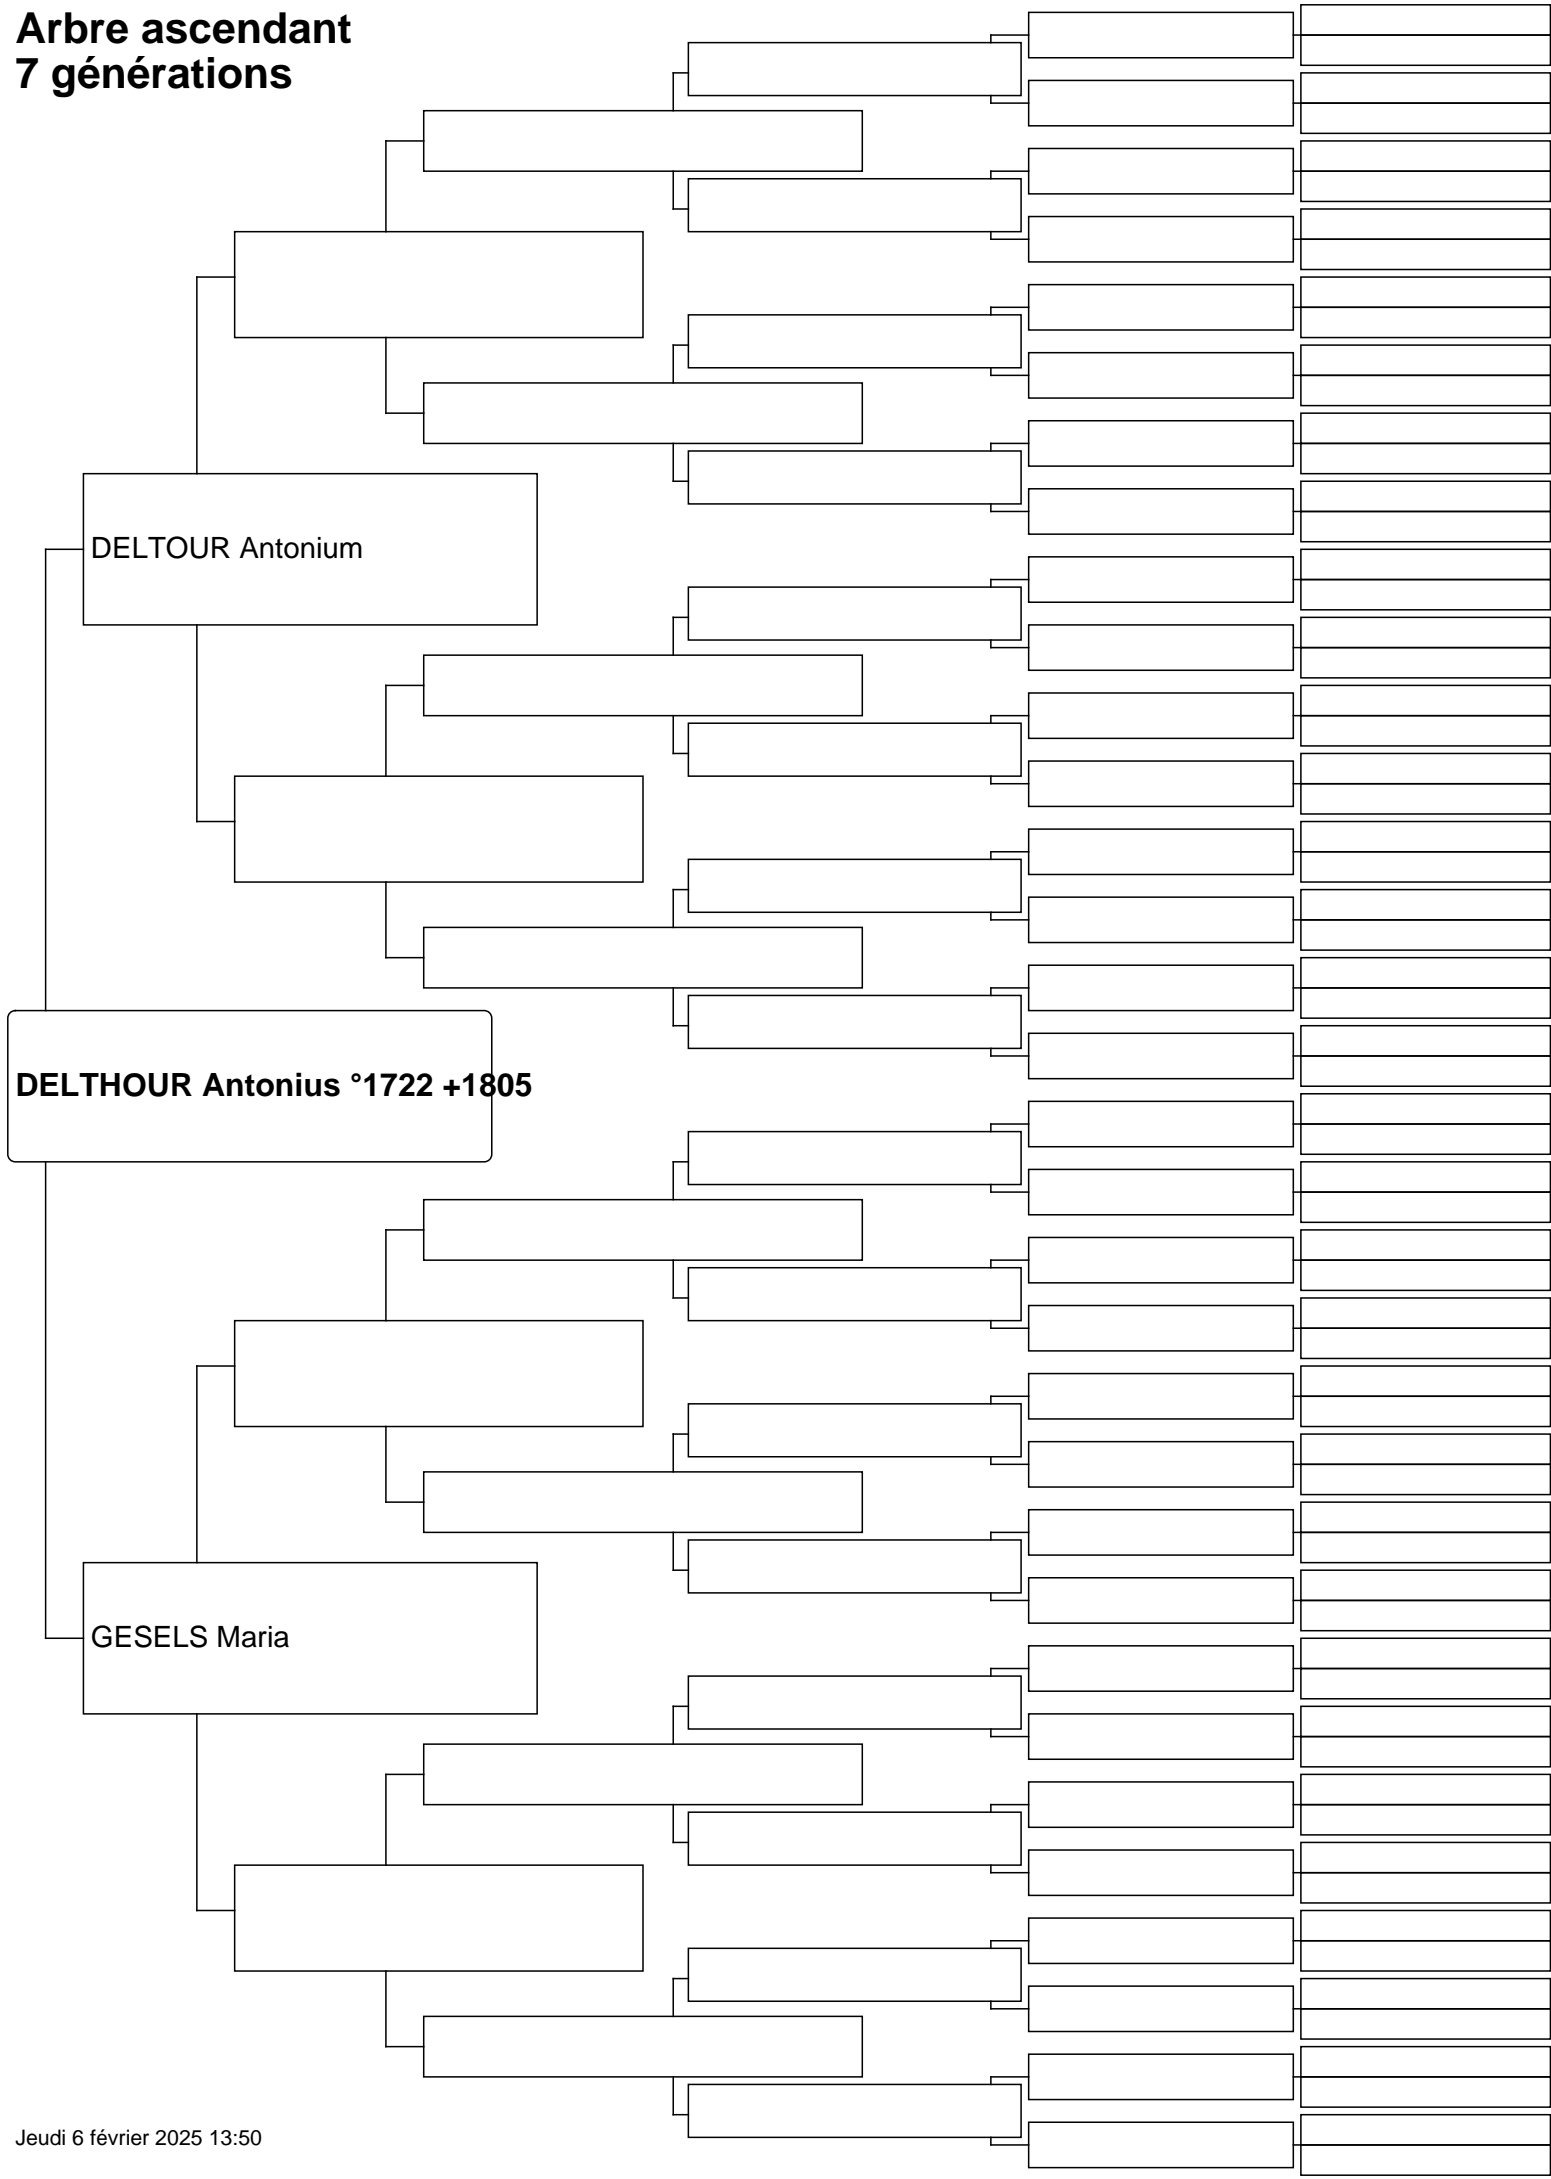 Arbre ascendant
7 générations
DELTOUR Antonium
DELTHOUR Antonius °1722 +1805
GESELS Maria
Jeudi 6 février 2025 13:50